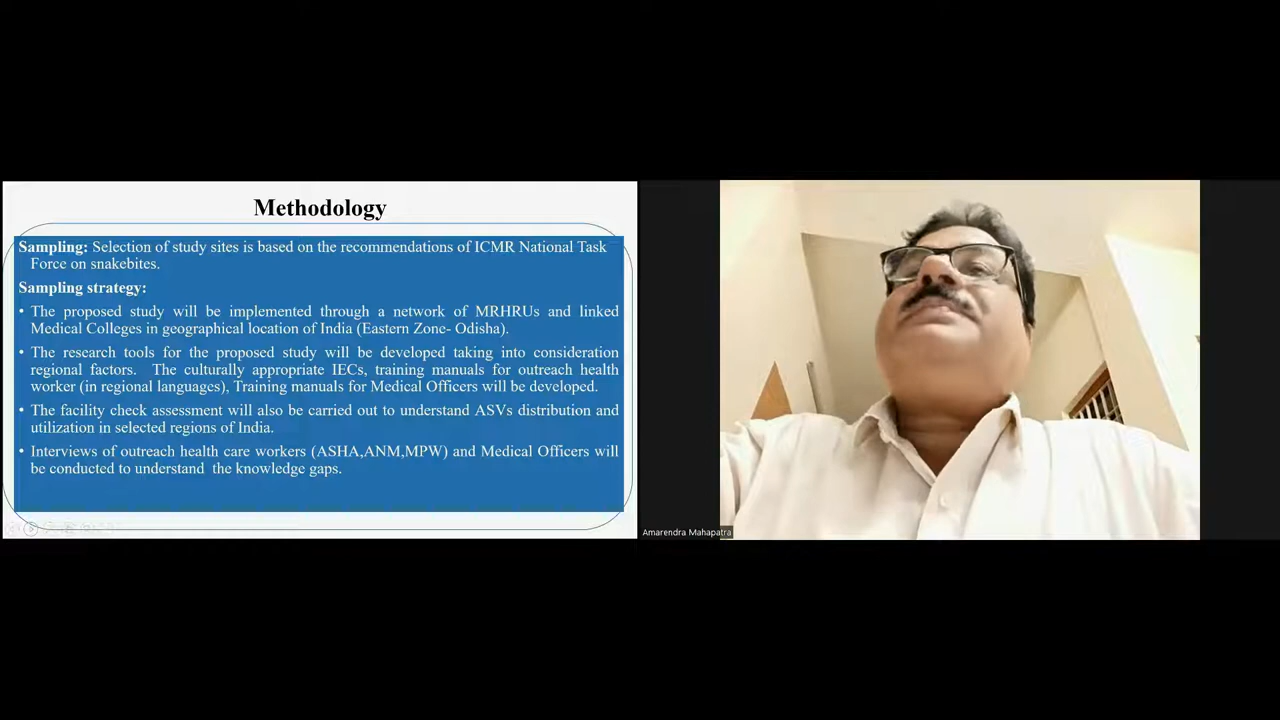 Methodology
Sampling: Selection of study sites is based on the recommendations of ICMR National Task
Force on snakebites.
Sampling strategy:
• The proposed study will be implemented through a network of MRHRUs and linked
Medical Colleges in geographical location of India (Eastern Zone- Odisha).
• The research tools for the proposed study will be developed taking into consideration
regional factors.  The culturally appropriate IECs, training manuals for outreach health
worker (in regional languages), Training manuals for Medical Officers will be developed.
• The facility check assessment will also be carried out to understand ASVs distribution and
utilization in selected regions of India.
• Interviews of outreach health care workers (ASHA,ANM,MPW) and Medical Officers will
be conducted to understand  the knowledge gaps.
Amarendra Mahapatra